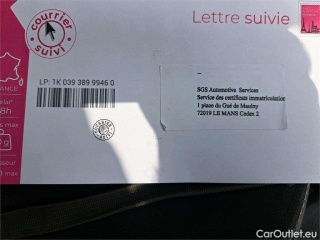 courrier
suivi
Lettre suivie
LP: 1K 039 389 9946 0
SGS Automotive Services
Service des certificats immatriculation
1 place du Gué de Maulny
72019 LE MANS Cedex 2
CarOutlet.eu